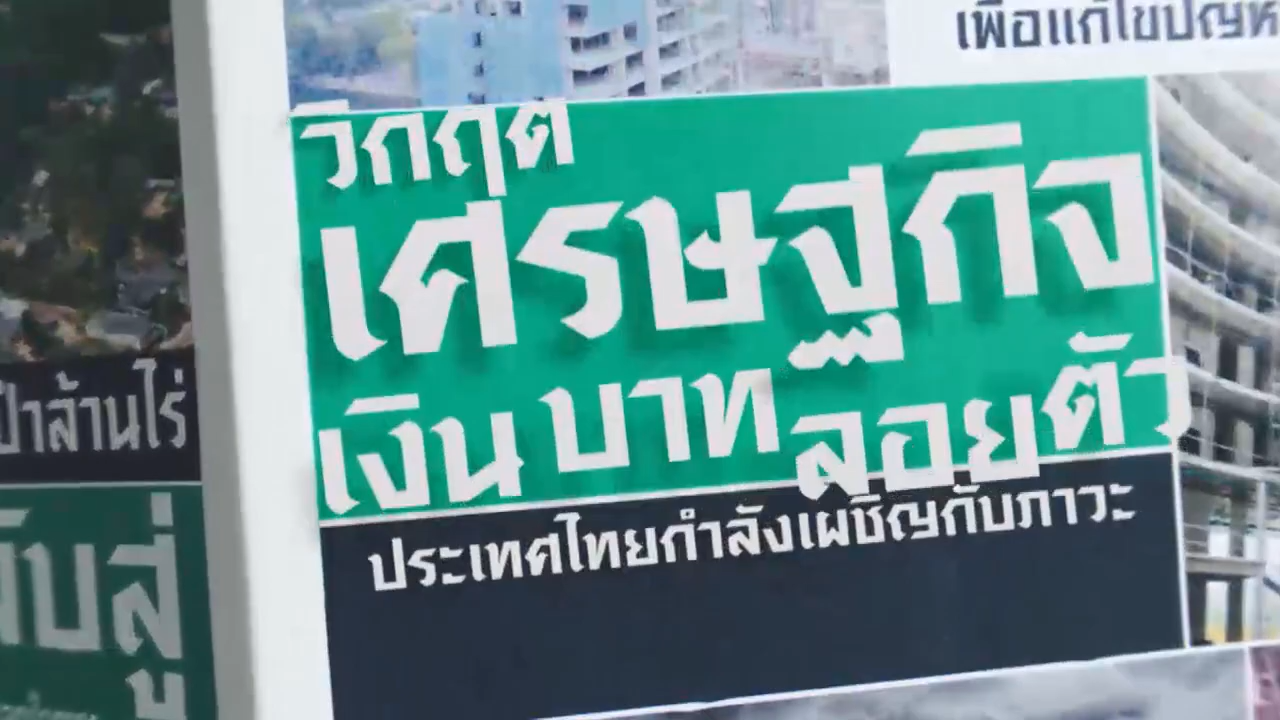 เพื่อแก้ไขปัญห
วิกฤต
เศรษฐกิจ
เงินบาทลอยตัว
ประเทศไทยกำลังเผชิญกับภาวะ
ป่าล้านไร่